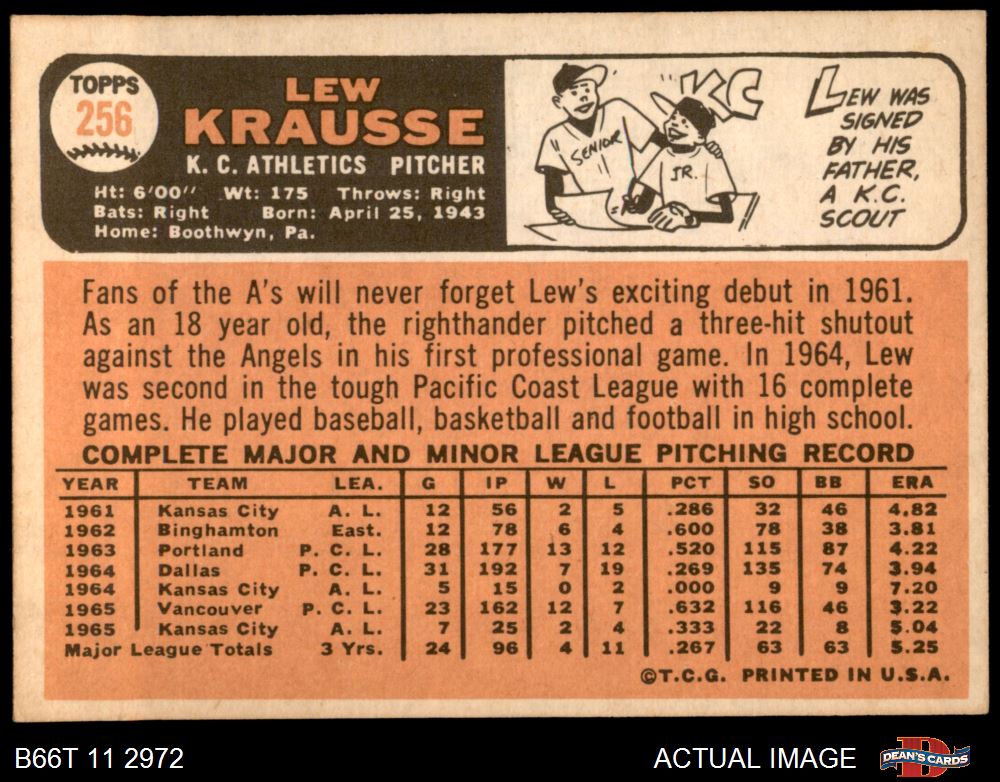 TOPPS
256
LEW
KRAUSSE
K. C. ATHLETICS PITCHER
Ht: 6'00" Wt: 175 Throws: Right
Bats: Right Born: April 25, 1943
Home: Boothwyn, Pa.
KC
SENIOR
JR.
LEW WAS
SIGNED
BY HIS
FATHER,
A K.C.
SCOUT
Fans of the A's will never forget Lew's exciting debut in 1961.
As an 18 year old, the righthander pitched a three-hit shutout
against the Angels in his first professional game. In 1964, Lew
was second in the tough Pacific Coast League with 16 complete
games. He played baseball, basketball and football in high school.
COMPLETE MAJOR AND MINOR LEAGUE PITCHING RECORD
YEAR TEAM LEA. G IP W L PCT SO BB ERA
1961 Kansas City A. L. 12 56 2 5 .286 32 46 4.82
1962 Binghamton East. 12 78 6 4 .600 78 38 3.81
1963 Portland P. C. L. 28 177 13 12 .520 115 87 4.22
1964 Dallas P. C. L. 31 192 7 19 .269 135 74 3.94
1964 Kansas City A. L. 5 15 0 2 .000 9 9 7.20
1965 Vancouver P. C. L. 23 162 12 7 .632 116 46 3.22
1965 Kansas City A. L. 7 25 2 4 .333 22 8 5.04
Major League Totals 3 Yrs. 24 96 4 11 .267 63 63 5.25
©T.C.G. PRINTED IN U.S.A.
B66T 11 2972
ACTUAL IMAGE
D
DEAN'S CARDS